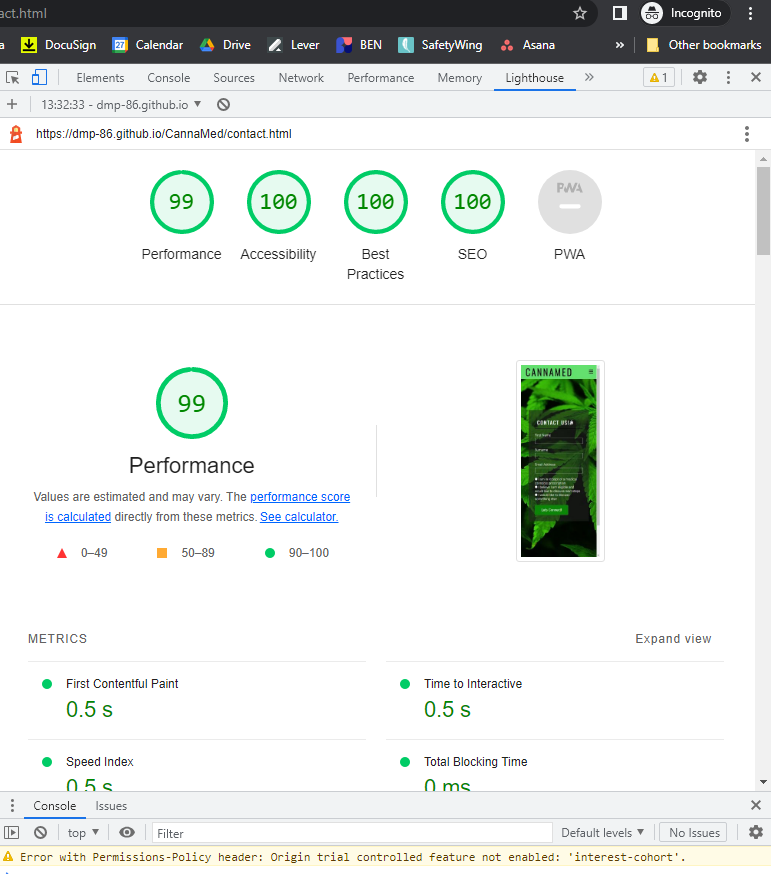 act.html
Incognito
a DocuSign Calendar Drive Lever BEN SafetyWing Asana » Other bookmarks
Elements Console Sources Network Performance Memory Lighthouse » 1
+ 13:32:33 - dmp-86.github.io
https://dmp-86.github.io/CannaMed/contact.html
99 100 100 100 PWA
Performance Accessibility Best Practices SEO PWA
99
CANNAMED
CONTACT US!
Performance
Values are estimated and may vary. The performance score
is calculated directly from these metrics. See calculator.
0–49 50–89 90–100
METRICS Expand view
First Contentful Paint Time to Interactive
0.5 s 0.5 s
Speed Index Total Blocking Time
0.5 s 0 ms
Console Issues
top Filter Default levels No Issues
Error with Permissions-Policy header: Origin trial controlled feature not enabled: 'interest-cohort'.